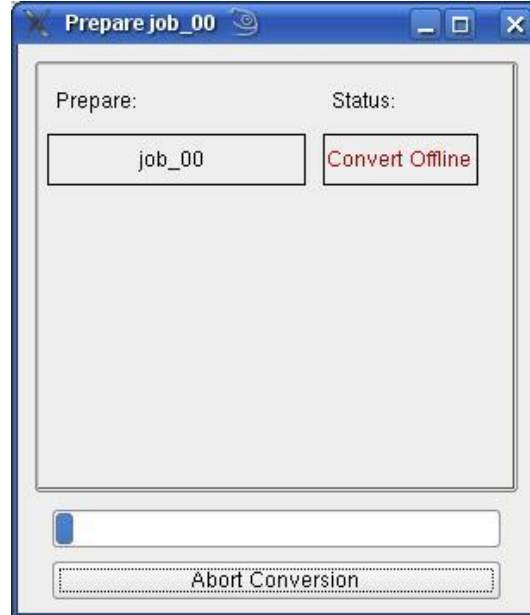 Prepare job_00
Prepare: Status:
job_00 Convert Offline
Abort Conversion